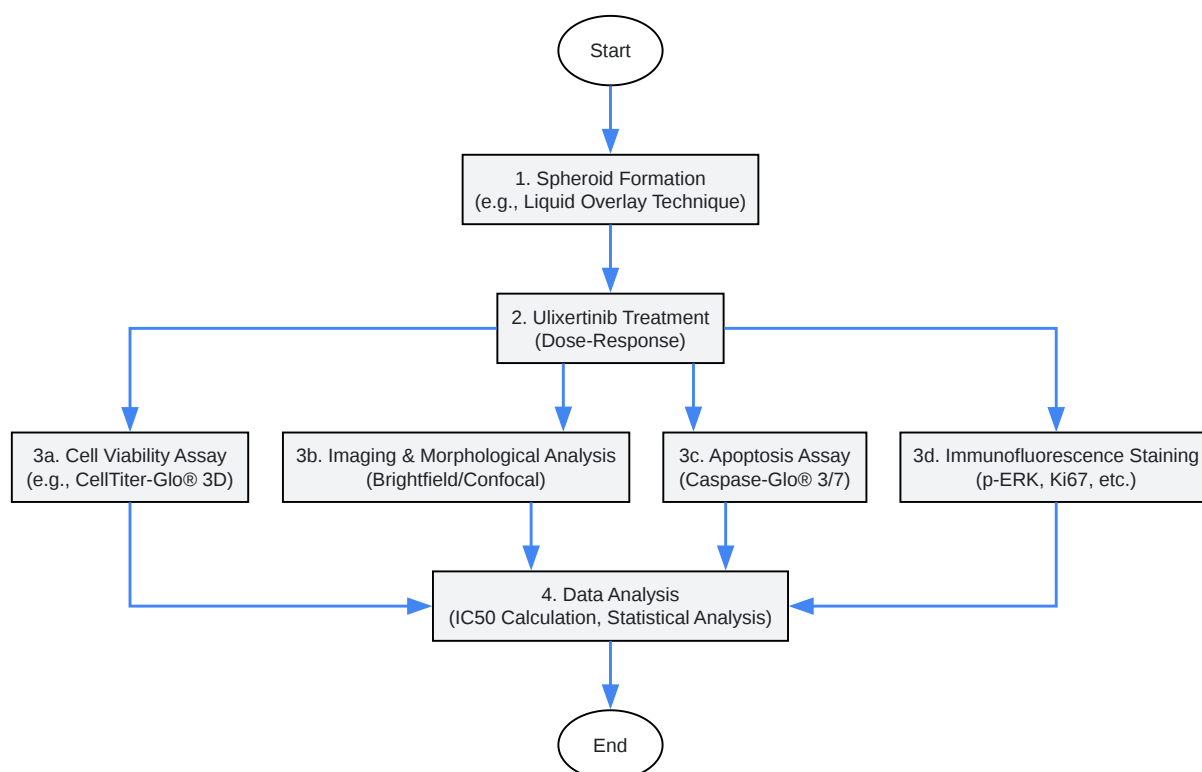 Start
1. Spheroid Formation
(e.g., Liquid Overlay Technique)
2. Ulixertinib Treatment
(Dose-Response)
3a. Cell Viability Assay
(e.g., CellTiter-Glo® 3D)
3b. Imaging & Morphological Analysis
(Brightfield/Confocal)
3c. Apoptosis Assay
(Caspase-Glo® 3/7)
3d. Immunofluorescence Staining
(p-ERK, Ki67, etc.)
4. Data Analysis
(IC50 Calculation, Statistical Analysis)
End